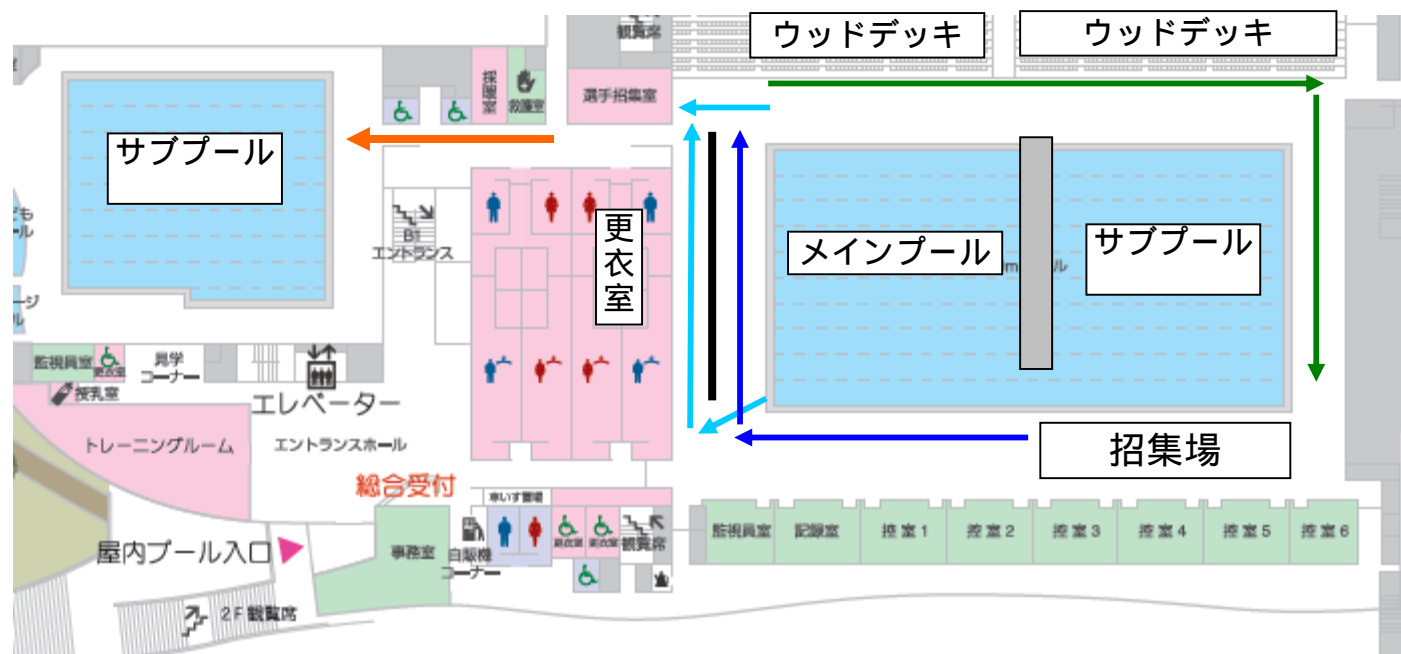 観覧席
ウッドデッキ
ウッドデッキ
採暖室
救護室
選手招集室
サブプール
更衣室
メインプール
サブプール
B1
エントランス
監視員室
更衣室
見学
コーナー
授乳室
エレベーター
トレーニングルーム
エントランスホール
招集場
総合受付
車いす置場
屋内プール入口
事務室
自販機
コーナー
更衣室
更衣室
観覧席
監視員室
記録室
控室1
控室2
控室3
控室4
控室5
控室6
2F観覧席